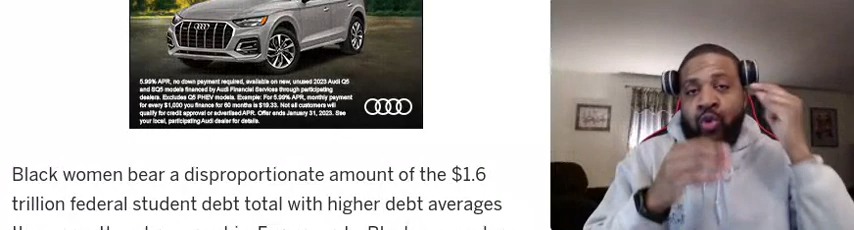 5.99% APR, no down payment required, available on new, unused 2023 Audi Q5
and SQ5 models financed by Audi Financial Services through participating
dealers. Excludes Q5 PHEV models. Example: For 5.99% APR, monthly payment
for every $1,000 you finance for 60 months is $19.33. Not all customers will
qualify for credit approval or advertised APR. Offer ends January 31, 2023. See
your local, participating Audi dealer for details.
Black women bear a disproportionate amount of the $1.6
trillion federal student debt total with higher debt averages